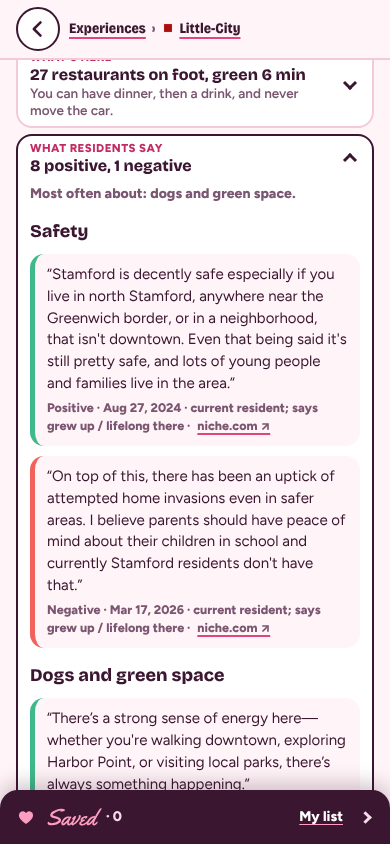 Experiences › Little-City
27 restaurants on foot, green 6 min
You can have dinner, then a drink, and never
move the car.
WHAT RESIDENTS SAY
8 positive, 1 negative
Most often about: dogs and green space.
Safety
“Stamford is decently safe especially if you
live in north Stamford, anywhere near the
Greenwich border, or in a neighborhood,
that isn't downtown. Even that being said it's
still pretty safe, and lots of young people
and families live in the area.”
Positive · Aug 27, 2024 · current resident; says
grew up / lifelong there · niche.com ↗
“On top of this, there has been an uptick of
attempted home invasions even in safer
areas. I believe parents should have peace of
mind about their children in school and
currently Stamford residents don't have
that.”
Negative · Mar 17, 2026 · current resident; says
grew up / lifelong there · niche.com ↗
Dogs and green space
“There’s a strong sense of energy here—
whether you're walking downtown, exploring
Harbor Point, or visiting local parks, there’s
always something happening.”
Saved · 0
My list